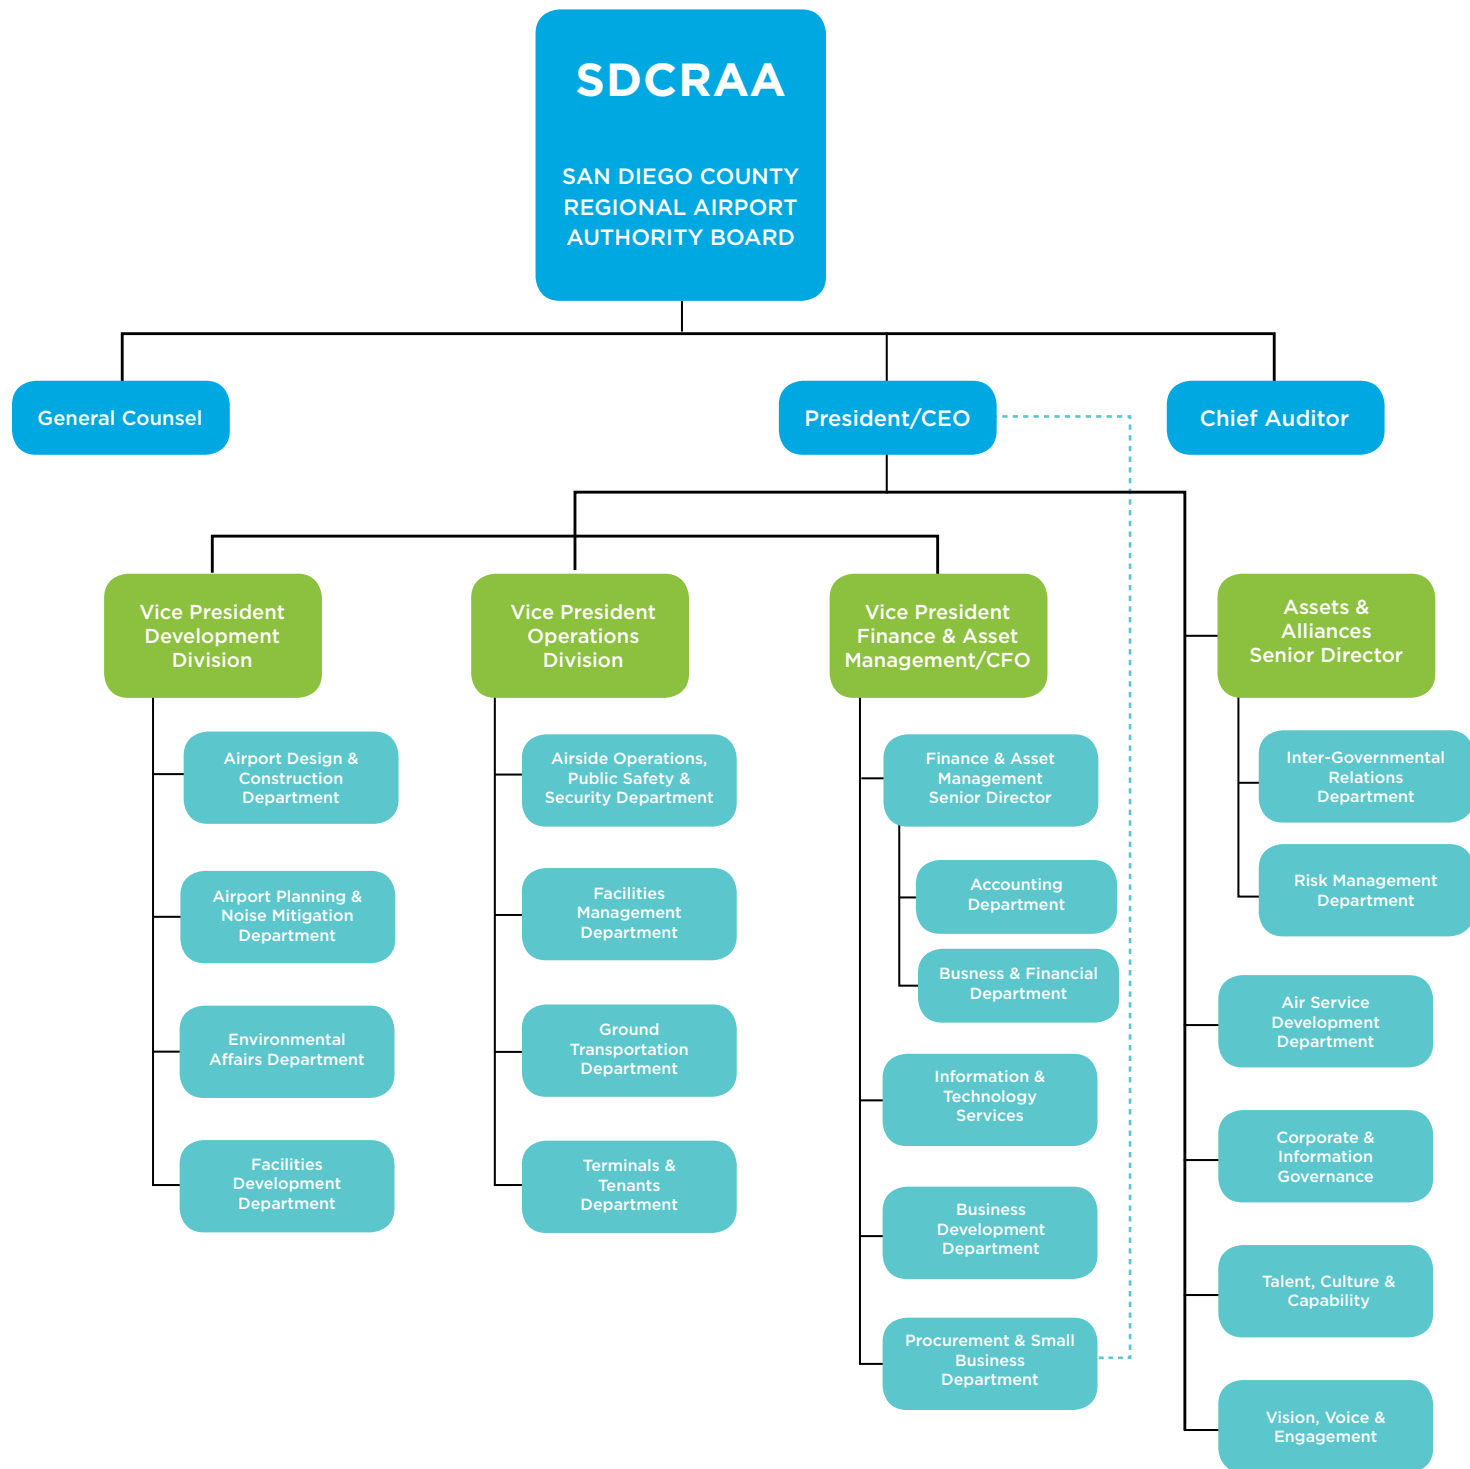 SDCRAA
SAN DIEGO COUNTY
REGIONAL AIRPORT
AUTHORITY BOARD
General Counsel
President/CEO
Chief Auditor
Vice President
Development
Division
Vice President
Operations
Division
Vice President
Finance & Asset
Management/CFO
Assets &
Alliances
Senior Director
Airport Design &
Construction
Department
Airport Planning &
Noise Mitigation
Department
Environmental
Affairs Department
Facilities
Development
Department
Airside Operations,
Public Safety &
Security Department
Facilities
Management
Department
Ground
Transportation
Department
Terminals &
Tenants
Department
Finance & Asset
Management
Senior Director
Accounting
Department
Busness & Financial
Department
Information &
Technology
Services
Business
Development
Department
Procurement & Small
Business
Department
Inter-Governmental
Relations
Department
Risk Management
Department
Air Service
Development
Department
Corporate &
Information
Governance
Talent, Culture &
Capability
Vision, Voice &
Engagement